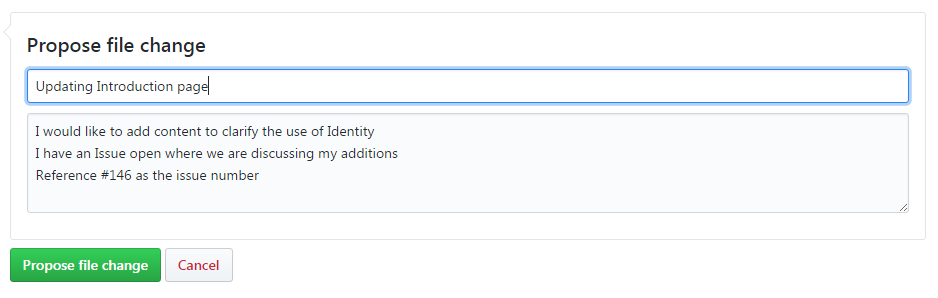 Propose file change
Updating Introduction page
I would like to add content to clarify the use of Identity
I have an Issue open where we are discussing my additions
Reference #146 as the issue number
Propose file change
Cancel